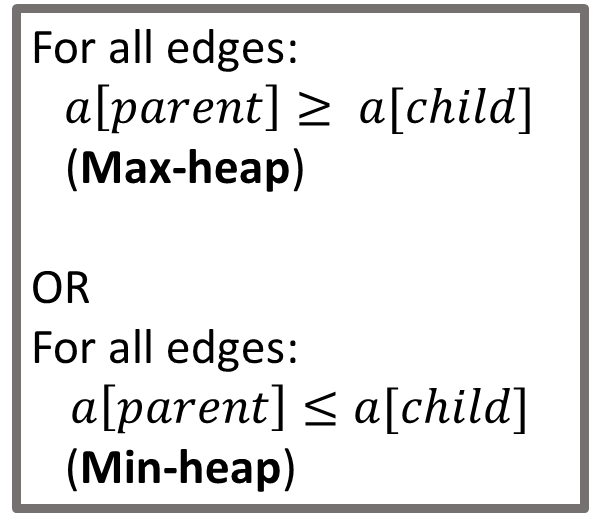 For all edges:
a[parent] ≥ a[child]
(Max-heap)
OR
For all edges:
a[parent] ≤ a[child]
(Min-heap)